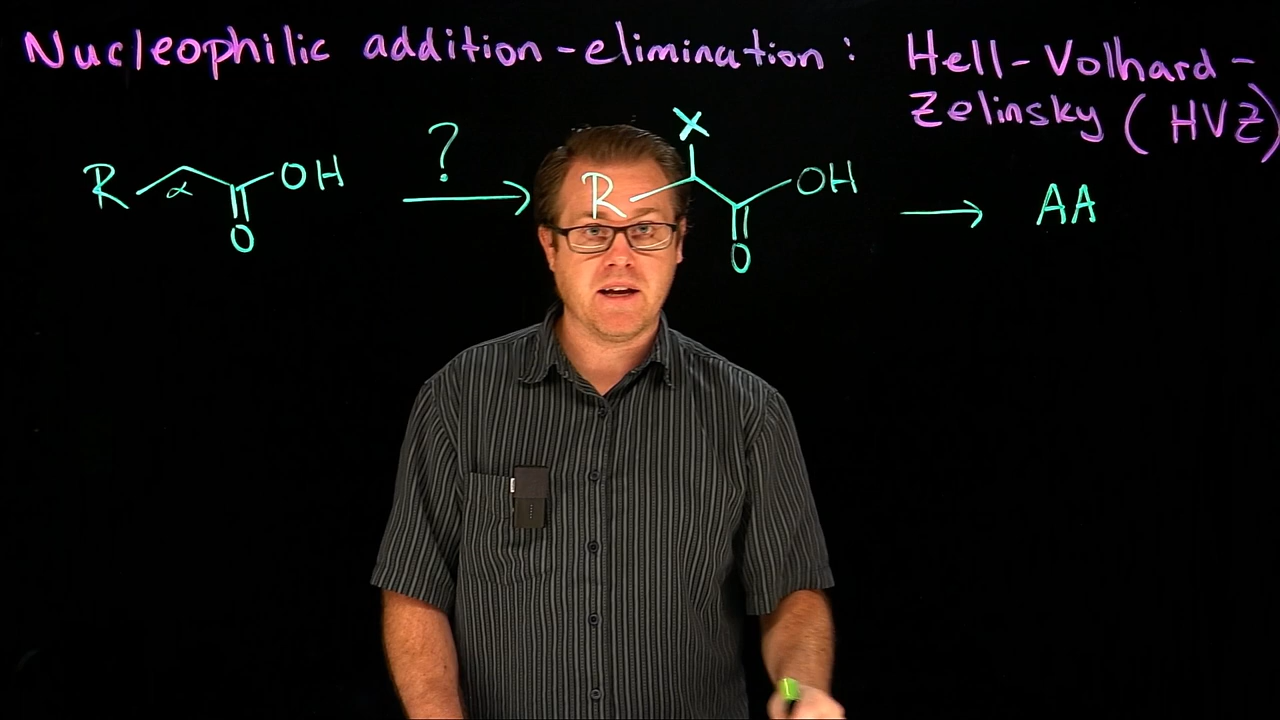 Nucleophilic addition-elimination: Hell-Volhard-
Zelinsky (HVZ)
R α OH O ? R X OH O AA